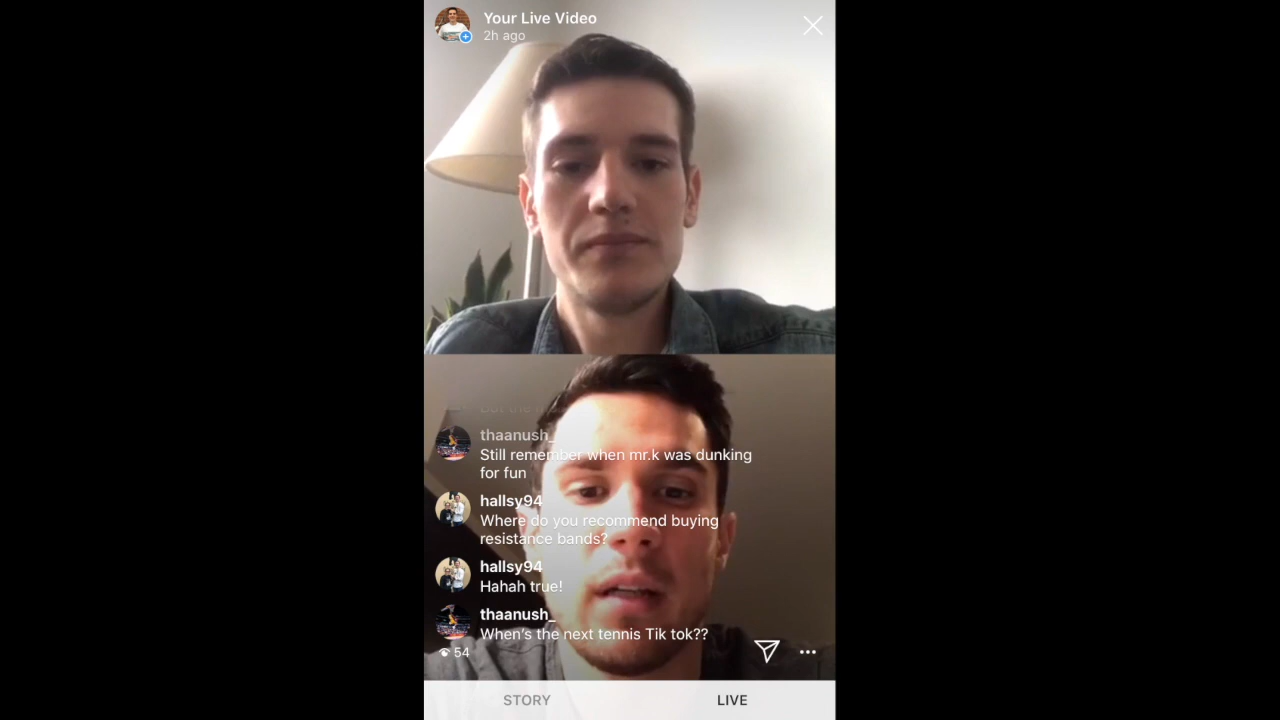 Your Live Video
2h ago
thaanush_
Still remember when mr.k was dunking
for fun
hallsy94
Where do you recommend buying
resistance bands?
hallsy94
Hahah true!
thaanush_
When's the next tennis Tik tok??
54
STORY
LIVE